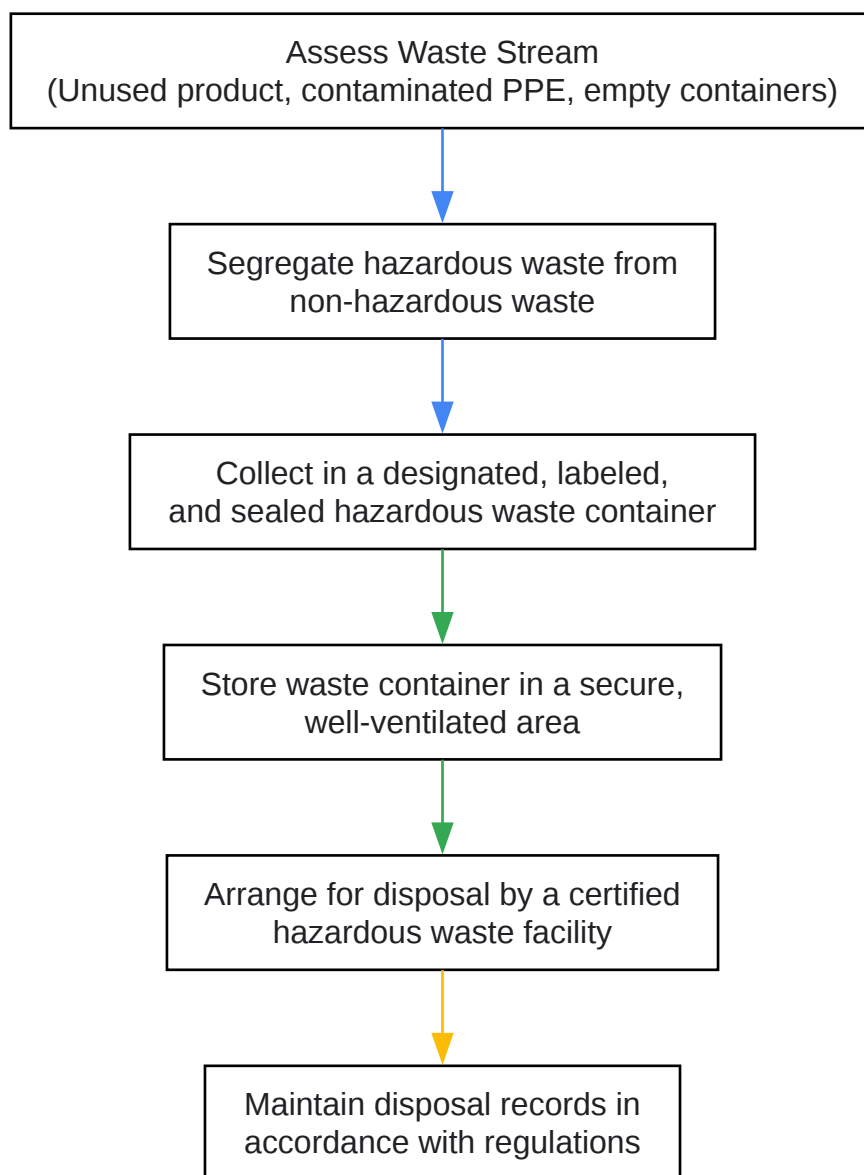 Assess Waste Stream
(Unused product, contaminated PPE, empty containers)
Segregate hazardous waste from
non-hazardous waste
Collect in a designated, labeled,
and sealed hazardous waste container
Store waste container in a secure,
well-ventilated area
Arrange for disposal by a certified
hazardous waste facility
Maintain disposal records in
accordance with regulations